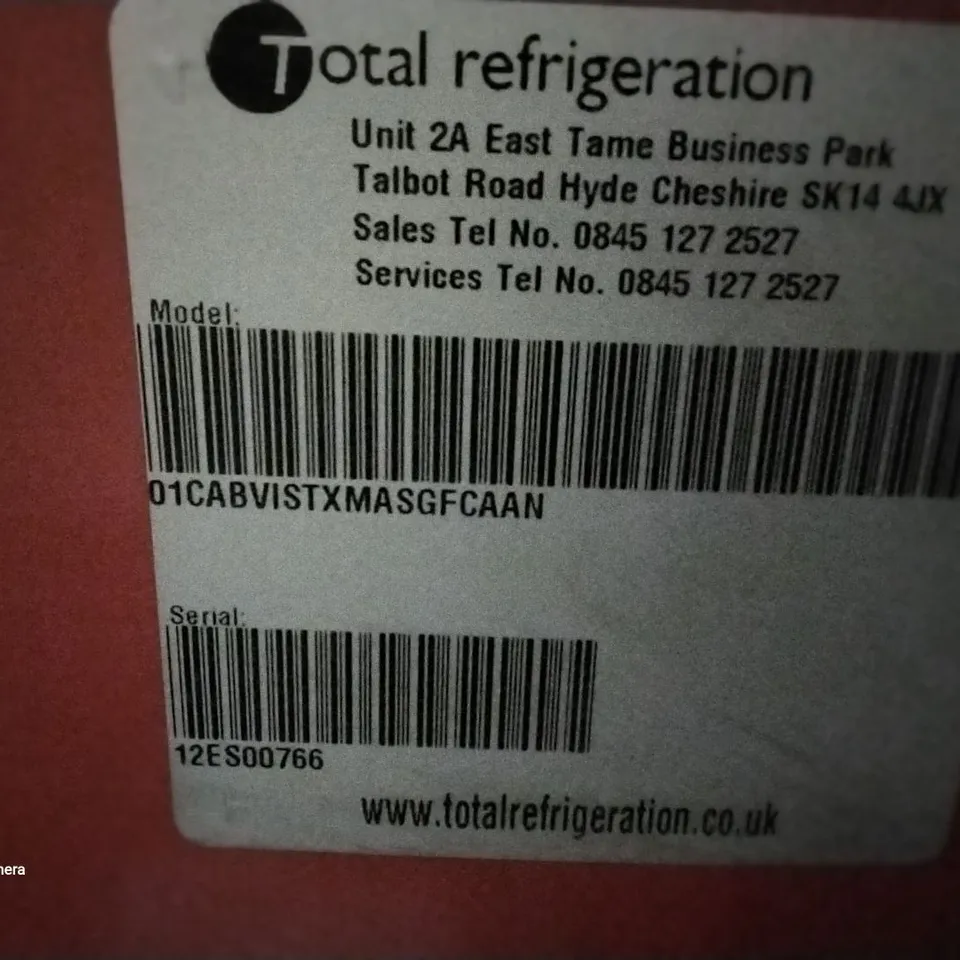 Total refrigeration
Unit 2A East Tame Business Park
Talbot Road Hyde Cheshire SK14 4JX
Sales Tel No. 0845 127 2527
Services Tel No. 0845 127 2527
Model:
01CABVISTXMASGFCAAN
Serial:
12ES00766
www.totalrefrigeration.co.uk